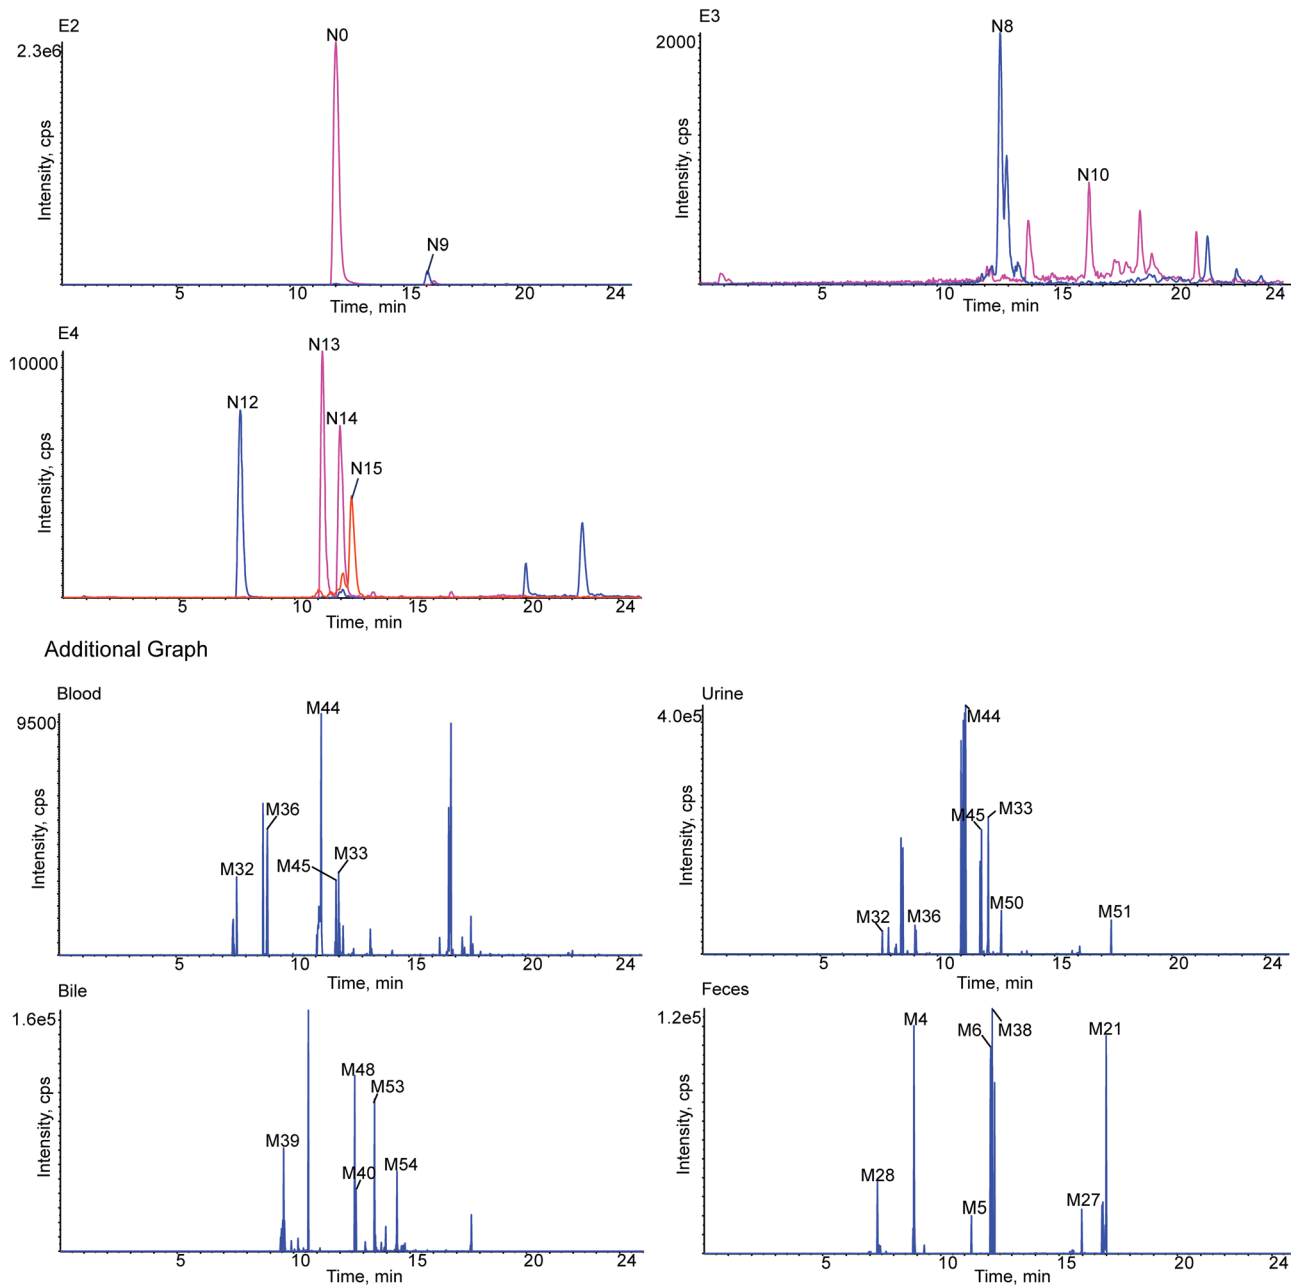 E2
2.3e6
Intensity, cps
N0
N9
5 10 15 20 24
Time, min
E3
2000
Intensity, cps
N8
N10
5 10 15 20 24
Time, min
E4
10000
Intensity, cps
N12
N13
N14
N15
5 10 15 20 24
Time, min
Additional Graph
Blood
9500
Intensity, cps
M44
M36
M32
M45
M33
5 10 15 20 24
Time, min
Urine
4.0e5
Intensity, cps
M44
M45
M33
M32
M36
M50
M51
5 10 15 20 24
Time, min
Bile
1.6e5
Intensity, cps
M48
M53
M39
M40
M54
5 10 15 20 24
Time, min
Feces
1.2e5
Intensity, cps
M4
M6
M38
M21
M28
M5
M27
5 10 15 20 24
Time, min